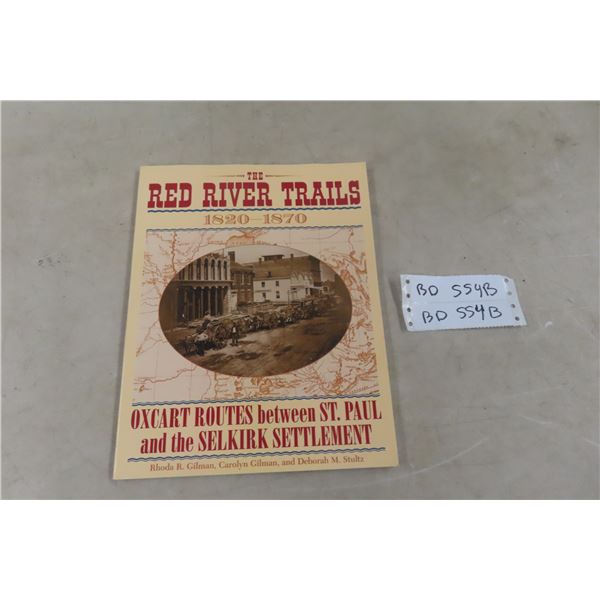 THE
RED RIVER TRAILS
1820–1870
OXCART ROUTES between ST. PAUL
and the SELKIRK SETTLEMENT
Rhoda R. Gilman, Carolyn Gilman, and Deborah M. Stultz
BD 554B
BD 554B